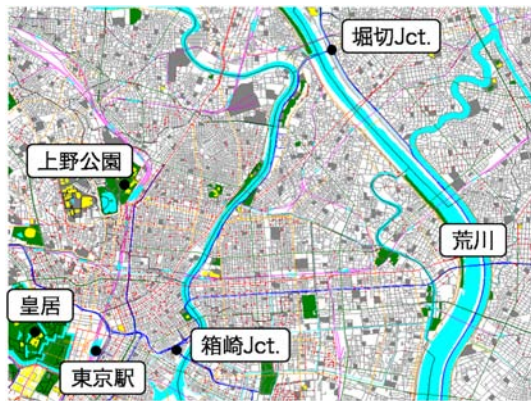 堀切Jct.
上野公園
荒川
皇居
箱崎Jct.
東京駅